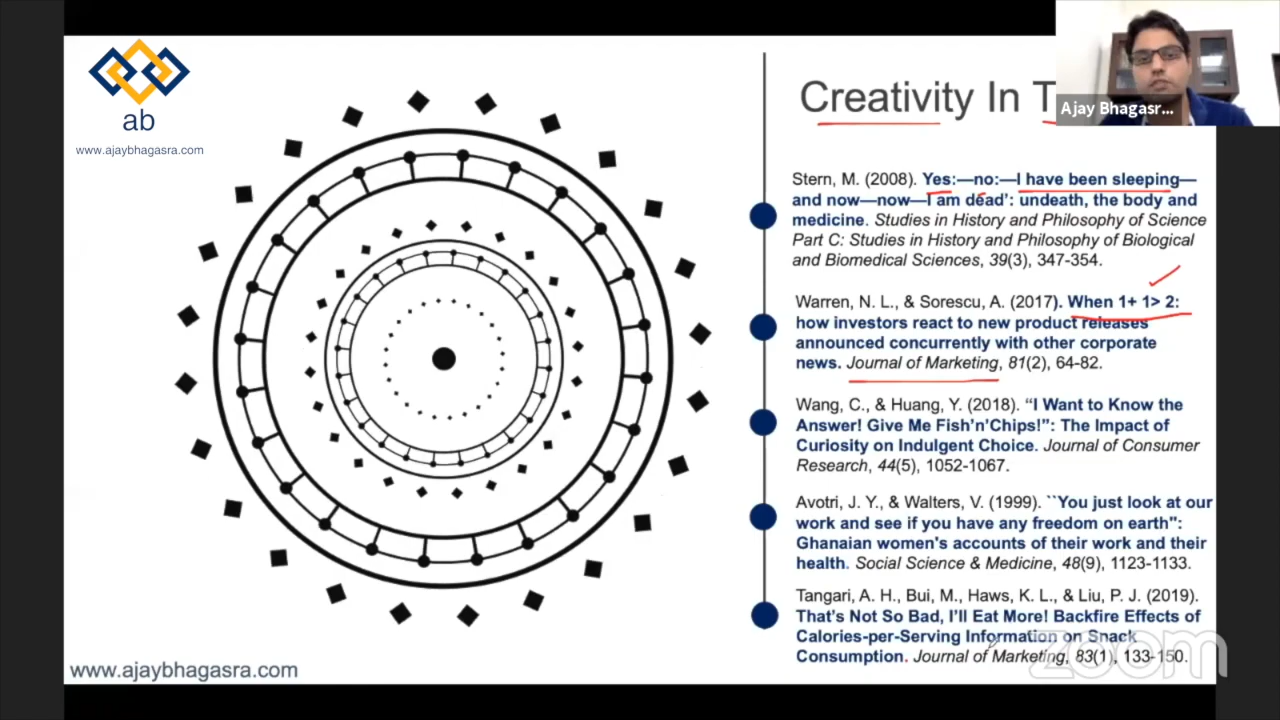 ab
www.ajaybhagasra.com
Creativity In T
Ajay Bhagasr...
Stern, M. (2008). Yes:—no:—I have been sleeping—
and now—now—I am dead’: undeath, the body and
medicine. Studies in History and Philosophy of Science
Part C: Studies in History and Philosophy of Biological
and Biomedical Sciences, 39(3), 347-354.
Warren, N. L., & Sorescu, A. (2017). When 1+ 1> 2:
how investors react to new product releases
announced concurrently with other corporate
news. Journal of Marketing, 81(2), 64-82.
Wang, C., & Huang, Y. (2018). “I Want to Know the
Answer! Give Me Fish’n’Chips!”: The Impact of
Curiosity on Indulgent Choice. Journal of Consumer
Research, 44(5), 1052-1067.
Avotri, J. Y., & Walters, V. (1999). ``You just look at our
work and see if you have any freedom on earth":
Ghanaian women's accounts of their work and their
health. Social Science & Medicine, 48(9), 1123-1133.
Tangari, A. H., Bui, M., Haws, K. L., & Liu, P. J. (2019).
That’s Not So Bad, I’ll Eat More! Backfire Effects of
Calories-per-Serving Information on Snack
Consumption. Journal of Marketing, 83(1), 133-150.
zoom
www.ajaybhagasra.com